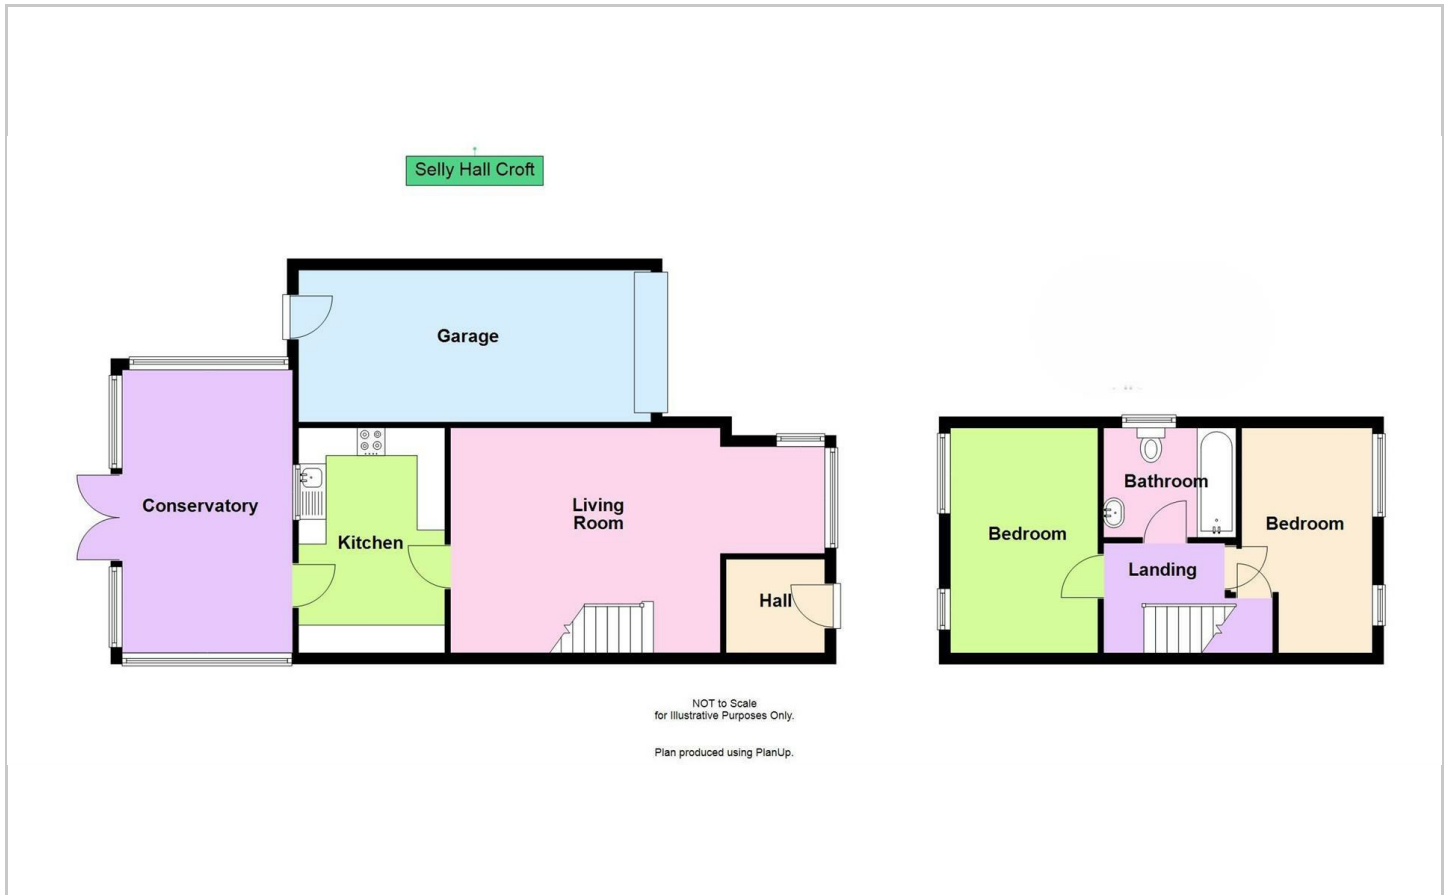 Selly Hall Croft
Garage
Conservatory
Kitchen
Living
Room
Hall
Bedroom
Bathroom
Landing
Bedroom
NOT to Scale
for Illustrative Purposes Only.
Plan produced using PlanUp.